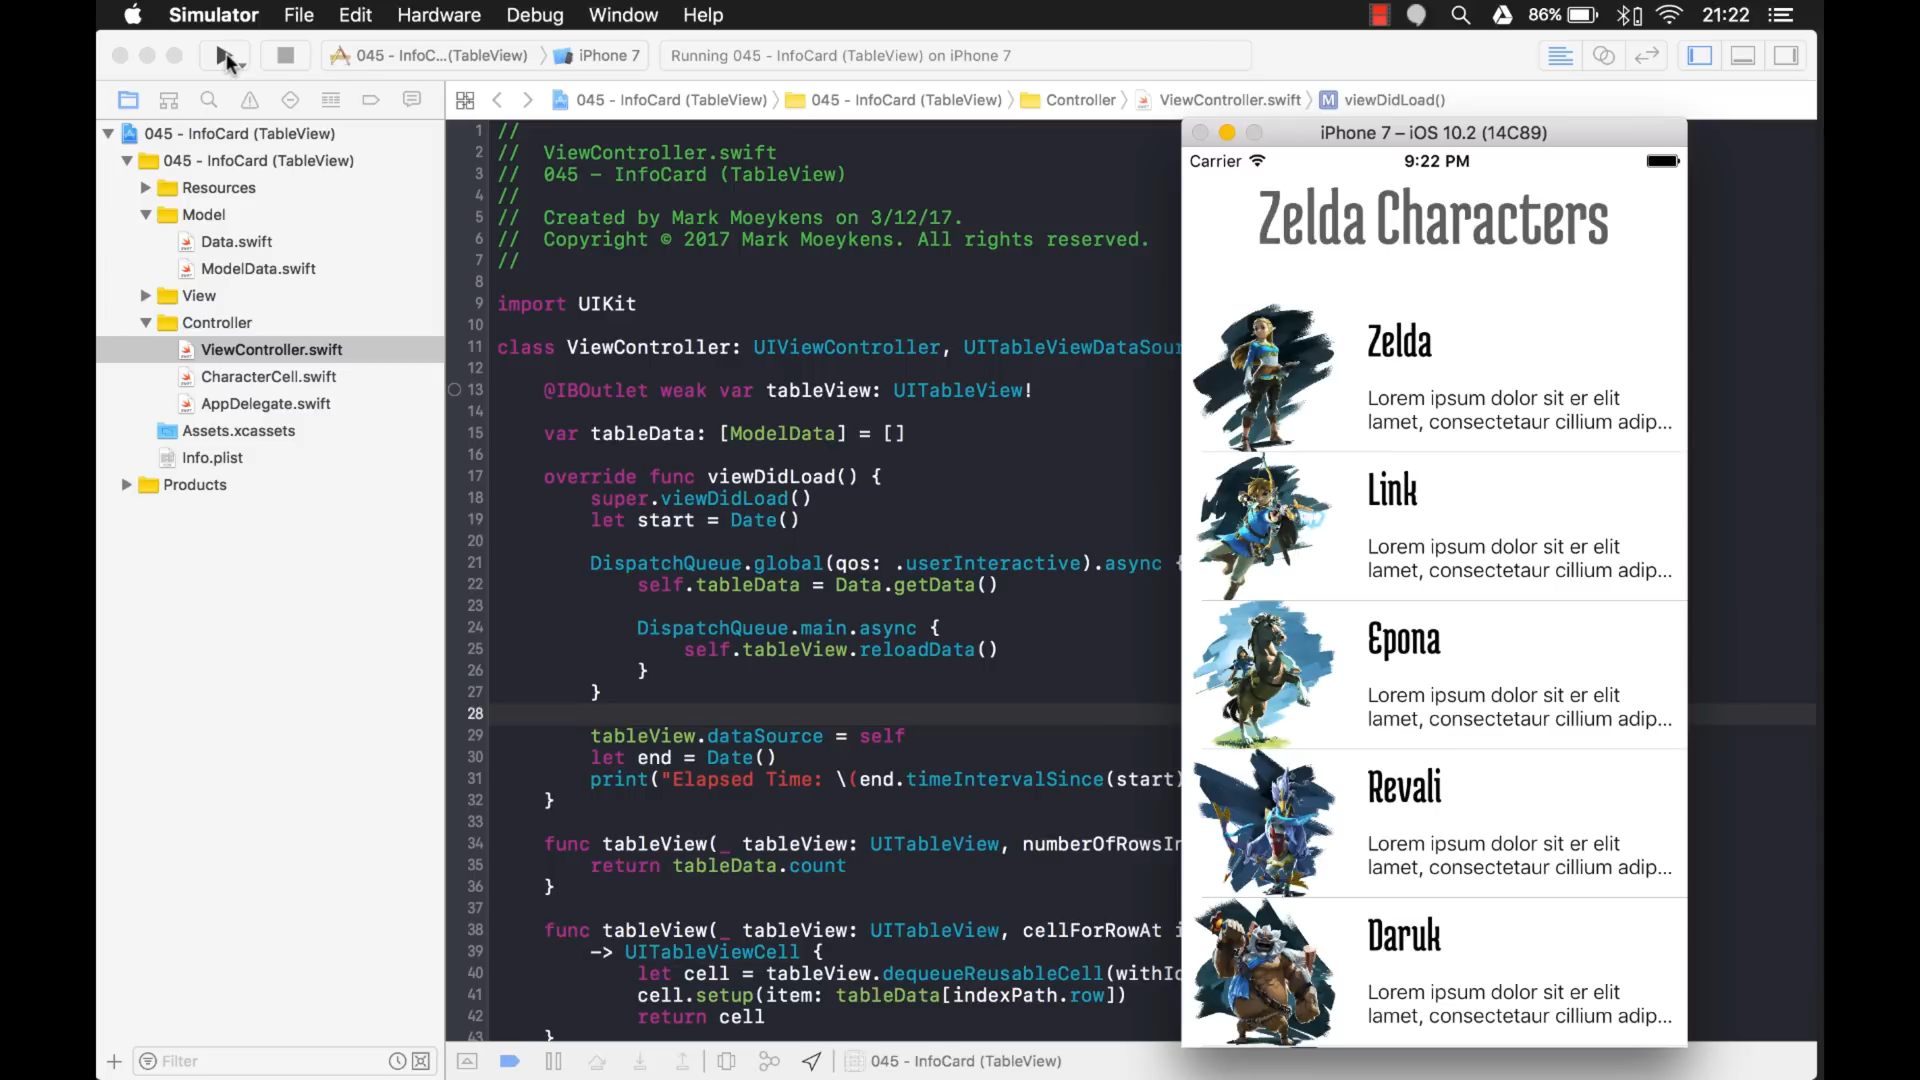 Simulator File Edit Hardware Debug Window Help 86% 21:22
045 - InfoC...(TableView) iPhone 7 Running 045 - InfoCard (TableView) on iPhone 7
045 - InfoCard (TableView) 045 - InfoCard (TableView) Controller ViewController.swift M viewDidLoad()
045 - InfoCard (TableView)
045 - InfoCard (TableView)
Resources
Model
Data.swift
ModelData.swift
View
Controller
ViewController.swift
CharacterCell.swift
AppDelegate.swift
Assets.xcassets
Info.plist
Products
Filter
1 //
2 // ViewController.swift
3 // 045 - InfoCard (TableView)
4 //
5 // Created by Mark Moeykens on 3/12/17.
6 // Copyright © 2017 Mark Moeykens. All rights reserved.
7 //
8
9 import UIKit
10
11 class ViewController: UIViewController, UITableViewDataSour
12
13 @IBOutlet weak var tableView: UITableView!
14
15 var tableData: [ModelData] = []
16
17 override func viewDidLoad() {
18 super.viewDidLoad()
19 let start = Date()
20
21 DispatchQueue.global(qos: .userInteractive).async {
22 self.tableData = Data.getData()
23
24 DispatchQueue.main.async {
25 self.tableView.reloadData()
26 }
27 }
28
29 tableView.dataSource = self
30 let end = Date()
31 print("Elapsed Time: \(end.timeIntervalSince(start)
32 }
33
34 func tableView(_ tableView: UITableView, numberOfRowsIn
35 return tableData.count
36 }
37
38 func tableView(_ tableView: UITableView, cellForRowAt i
39 -> UITableViewCell {
40 let cell = tableView.dequeueReusableCell(withId
41 cell.setup(item: tableData[indexPath.row])
42 return cell
43 }
045 - InfoCard (TableView)
iPhone 7 – iOS 10.2 (14C89)
Carrier 9:22 PM
Zelda Characters
Zelda
Lorem ipsum dolor sit er elit
lamet, consectetaur cillium adip...
Link
Lorem ipsum dolor sit er elit
lamet, consectetaur cillium adip...
Epona
Lorem ipsum dolor sit er elit
lamet, consectetaur cillium adip...
Revali
Lorem ipsum dolor sit er elit
lamet, consectetaur cillium adip...
Daruk
Lorem ipsum dolor sit er elit
lamet, consectetaur cillium adip...